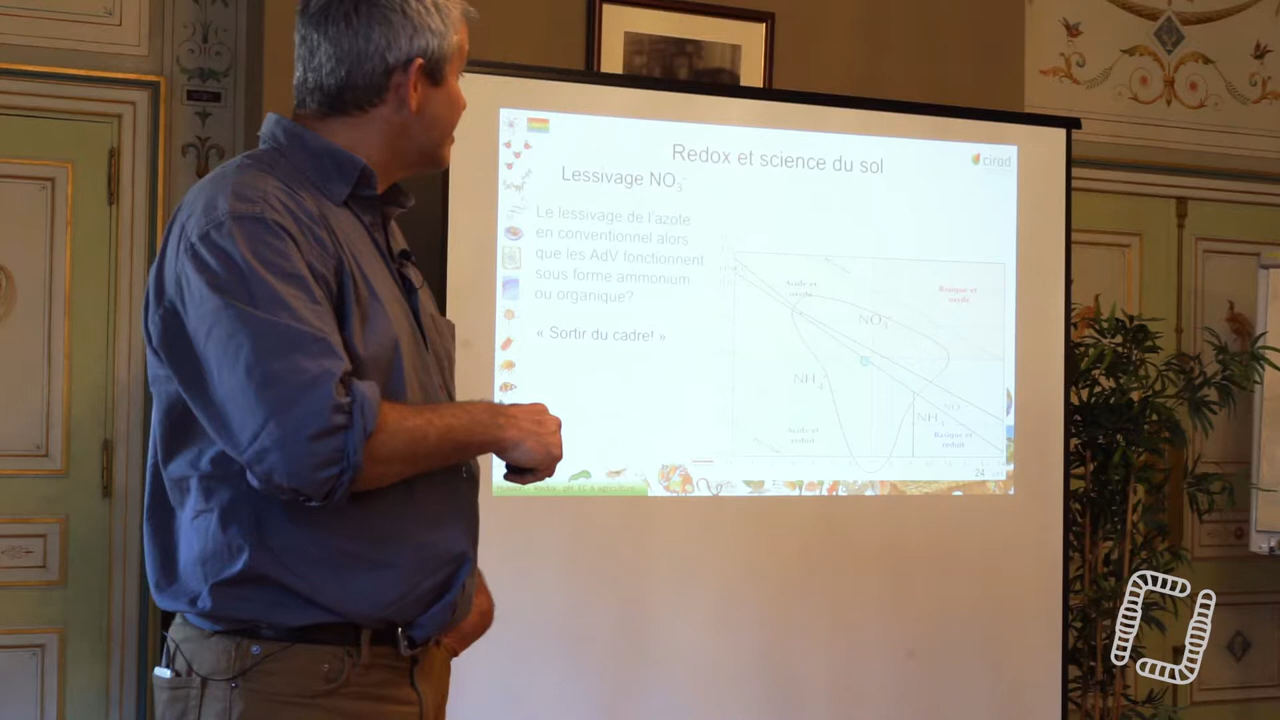 Redox et science du sol
cirad
Lessivage NO₃⁻
Le lessivage de l'azote
en conventionnel alors
que les AdV fonctionnent
sous forme ammonium
ou organique?
« Sortir du cadre! »
Acide et
oxydé
Basique et
oxydé
NO₃⁻
NH₄
NH₃
Acide et
réduit
Basique et
réduit
24